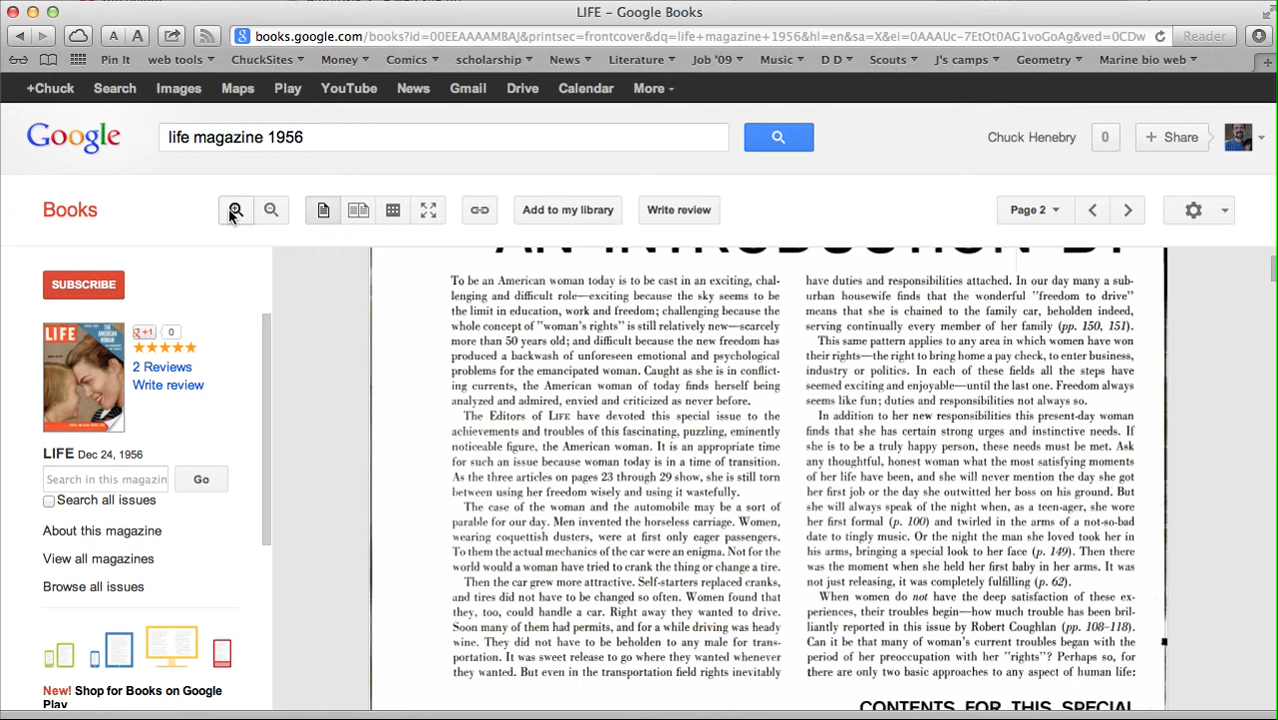 LIFE – Google Books
books.google.com/books?id=00EEAAAAMBAJ&printsec=frontcover&dq=life+magazine+1956&hl=en&sa=X&ei=0AAAUc-7EtOt0AG1voGoAg&ved=0CDw
Reader
Pin It web tools ChuckSites Money Comics scholarship News Literature Job '09 Music D D Scouts J's camps Geometry Marine bio web
+Chuck Search Images Maps Play YouTube News Gmail Drive Calendar More
Google life magazine 1956 Chuck Henebry 0 + Share
Books Add to my library Write review Page 2
SUBSCRIBE
LIFE
THE AMERICAN WOMAN
+1 0
2 Reviews
Write review
LIFE Dec 24, 1956
Search in this magazin Go
Search all issues
About this magazine
View all magazines
Browse all issues
New! Shop for Books on Google
Play
AN INTRODUCTION BY
To be an American woman today is to be cast in an exciting, chal-
lenging and difficult role—exciting because the sky seems to be
the limit in education, work and freedom; challenging because the
whole concept of "woman's rights" is still relatively new—scarcely
more than 50 years old; and difficult because the new freedom has
produced a backwash of unforeseen emotional and psychological
problems for the emancipated woman. Caught as she is in conflict-
ing currents, the American woman of today finds herself being
analyzed and admired, envied and criticized as never before.
The Editors of LIFE have devoted this special issue to the
achievements and troubles of this fascinating, puzzling, eminently
noticeable figure, the American woman. It is an appropriate time
for such an issue because woman today is in a time of transition.
As the three articles on pages 23 through 29 show, she is still torn
between using her freedom wisely and using it wastefully.
The case of the woman and the automobile may be a sort of
parable for our day. Men invented the horseless carriage. Women,
wearing coquettish dusters, were at first only eager passengers.
To them the actual mechanics of the car were an enigma. Not for the
world would a woman have tried to crank the thing or change a tire.
Then the car grew more attractive. Self-starters replaced cranks,
and tires did not have to be changed so often. Women found that
they, too, could handle a car. Right away they wanted to drive.
Soon many of them had permits, and for a while driving was heady
wine. They did not have to be beholden to any male for trans-
portation. It was sweet release to go where they wanted whenever
they wanted. But even in the transportation field rights inevitably
have duties and responsibilities attached. In our day many a sub-
urban housewife finds that the wonderful "freedom to drive"
means that she is chained to the family car, beholden indeed,
serving continually every member of her family (pp. 150, 151).
This same pattern applies to any area in which women have won
their rights—the right to bring home a pay check, to enter business,
industry or politics. In each of these fields all the steps have
seemed exciting and enjoyable—until the last one. Freedom always
seems like fun; duties and responsibilities not always so.
In addition to her new responsibilities this present-day woman
finds that she has certain strong urges and instinctive needs. If
she is to be a truly happy person, these needs must be met. Ask
any thoughtful, honest woman what the most satisfying moments
of her life have been, and she will never mention the day she got
her first job or the day she outwitted her boss on his ground. But
she will always speak of the night when, as a teen-ager, she wore
her first formal (p. 100) and twirled in the arms of a not-so-bad
date to tingly music. Or the night the man she loved took her in
his arms, bringing a special look to her face (p. 149). Then there
was the moment when she held her first baby in her arms. It was
not just releasing, it was completely fulfilling (p. 62).
When women do not have the deep satisfaction of these ex-
periences, their troubles begin—how much trouble has been bril-
liantly reported in this issue by Robert Coughlan (pp. 108–118).
Can it be that many of woman's current troubles began with the
period of her preoccupation with her "rights"? Perhaps so, for
there are only two basic approaches to any aspect of human life:
CONTENTS FOR THIS SPECIAL